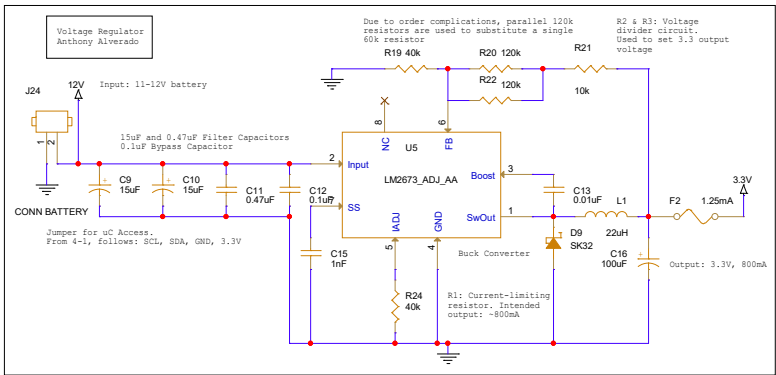 Voltage Regulator
Anthony Alverado
Due to order complications, parallel 120k
resistors are used to substitute a single
60k resistor
R2 & R3: Voltage
divider circuit.
Used to set 3.3 output
voltage
R19 40k
R20 120k
R21
R22
120k
10k
J24
12V
Input: 11-12V battery
1
2
CONN BATTERY
15uF and 0.47uF Filter Capacitors
0.1uF Bypass Capacitor
C9
15uF
C10
15uF
C11
0.47uF
C12
0.1uF
8
NC
U5
6
FB
LM2673_ADJ_AA
2
Input
7
SS
Boost
3
SwOut
1
IADJ
5
GND
4
C13
0.01uF
L1
22uH
F2
1.25mA
3.3V
D9
SK32
C16
100uF
Output: 3.3V, 800mA
Buck Converter
Jumper for uC Access.
From 4-1, follows: SCL, SDA, GND, 3.3V
C15
1nF
R24
40k
R1: Current-limiting
resistor. Intended
output: ~800mA